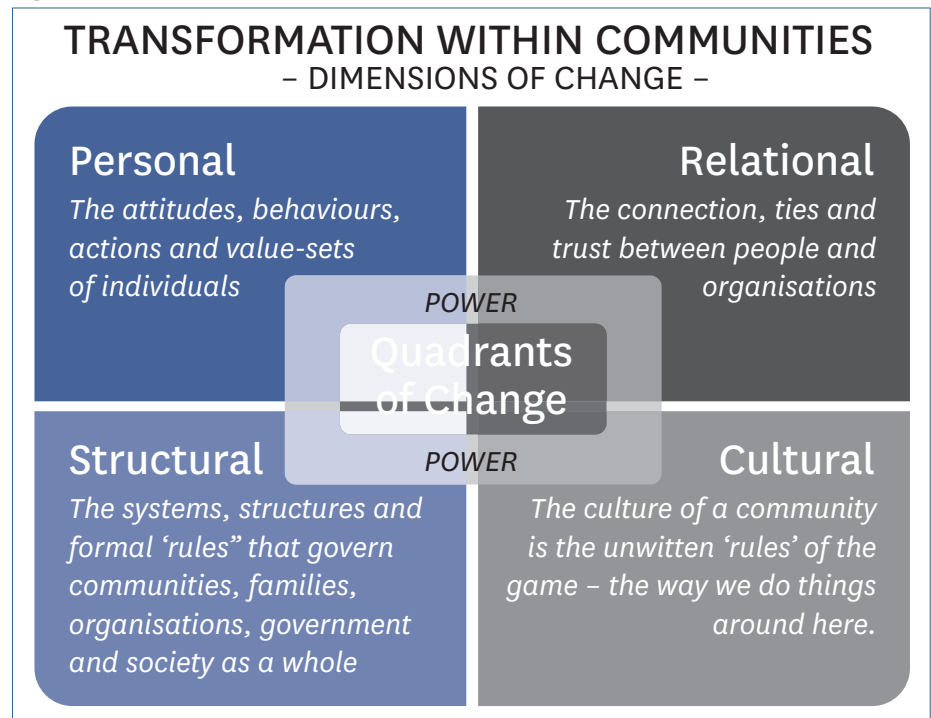 TRANSFORMATION WITHIN COMMUNITIES
– DIMENSIONS OF CHANGE –
Personal
The attitudes, behaviours,
actions and value-sets
of individuals
Relational
The connection, ties and
trust between people and
organisations
POWER
Quadrants
of Change
POWER
Structural
The systems, structures and
formal ‘rules” that govern
communities, families,
organisations, government
and society as a whole
Cultural
The culture of a community
is the unwitten ‘rules’ of the
game – the way we do things
around here.